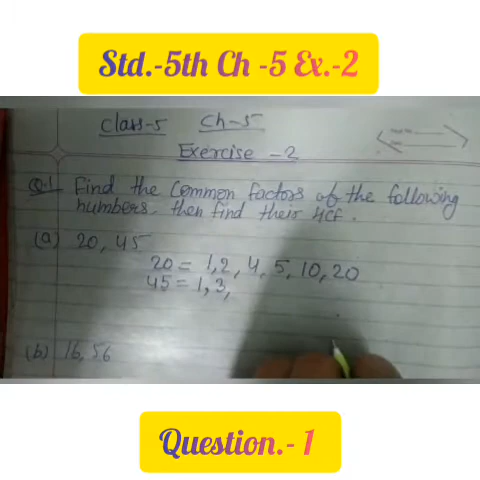 Std.-5th Ch -5 Ex.-2
Class-5 Ch-5
Exercise -2
Q.1 Find the Common factors of the following
numbers, then find their HCF.
(a) 20, 45
20 = 1,2, 4, 5, 10, 20
45 = 1, 3,
(b) 16, 56
Question.- 1